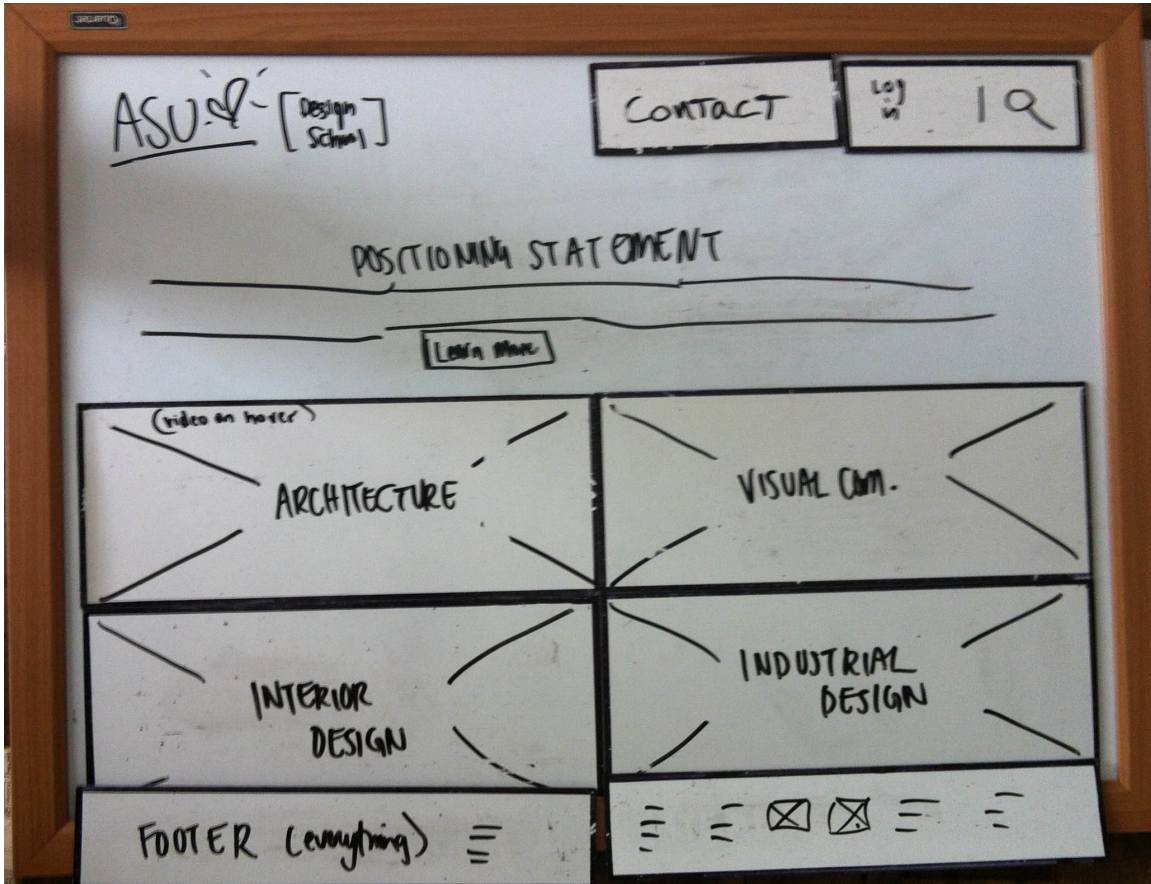 Quartet
ASU
[Design
School]
CONTACT
Log
in
POSITIONING STATEMENT
Learn More
(video on hover)
ARCHITECTURE
VISUAL COM.
INTERIOR
DESIGN
INDUSTRIAL
DESIGN
FOOTER (everything)